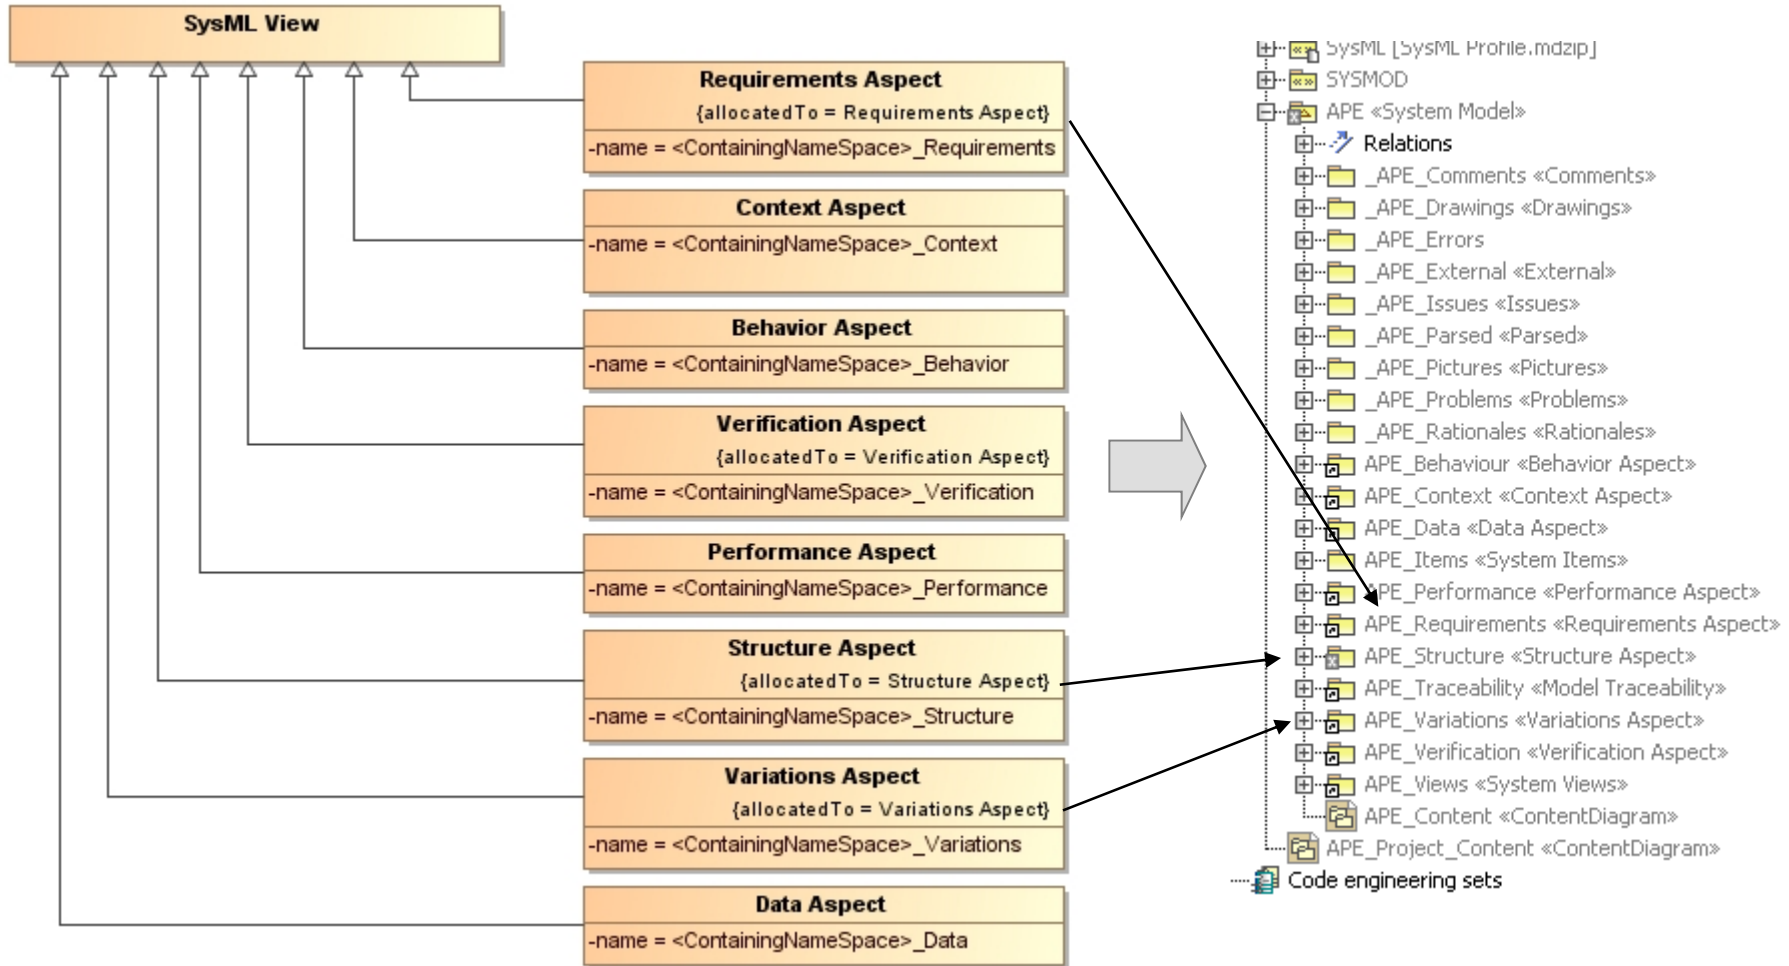 SysML View
Requirements Aspect
{allocatedTo = Requirements Aspect}
-name = <ContainingNameSpace>_Requirements
Context Aspect
-name = <ContainingNameSpace>_Context
Behavior Aspect
-name = <ContainingNameSpace>_Behavior
Verification Aspect
{allocatedTo = Verification Aspect}
-name = <ContainingNameSpace>_Verification
Performance Aspect
-name = <ContainingNameSpace>_Performance
Structure Aspect
{allocatedTo = Structure Aspect}
-name = <ContainingNameSpace>_Structure
Variations Aspect
{allocatedTo = Variations Aspect}
-name = <ContainingNameSpace>_Variations
Data Aspect
-name = <ContainingNameSpace>_Data
SysML [SysML Profile.mdzip]
SYSMOD
APE «System Model»
Relations
_APE_Comments «Comments»
_APE_Drawings «Drawings»
_APE_Errors
_APE_External «External»
_APE_Issues «Issues»
_APE_Parsed «Parsed»
_APE_Pictures «Pictures»
_APE_Problems «Problems»
_APE_Rationales «Rationales»
APE_Behaviour «Behavior Aspect»
APE_Context «Context Aspect»
APE_Data «Data Aspect»
APE_Items «System Items»
APE_Performance «Performance Aspect»
APE_Requirements «Requirements Aspect»
APE_Structure «Structure Aspect»
APE_Traceability «Model Traceability»
APE_Variations «Variations Aspect»
APE_Verification «Verification Aspect»
APE_Views «System Views»
APE_Content «ContentDiagram»
APE_Project_Content «ContentDiagram»
Code engineering sets